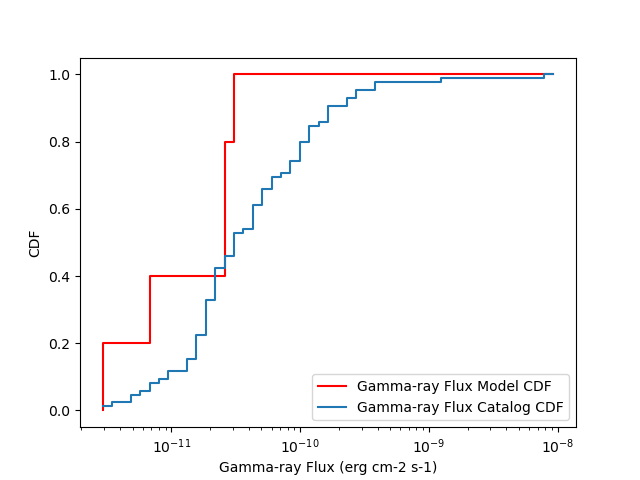 1.0
0.8
0.6
0.4
0.2
0.0
CDF
10⁻¹¹
10⁻¹⁰
10⁻⁹
10⁻⁸
Gamma-ray Flux (erg cm-2 s-1)
Gamma-ray Flux Model CDF
Gamma-ray Flux Catalog CDF